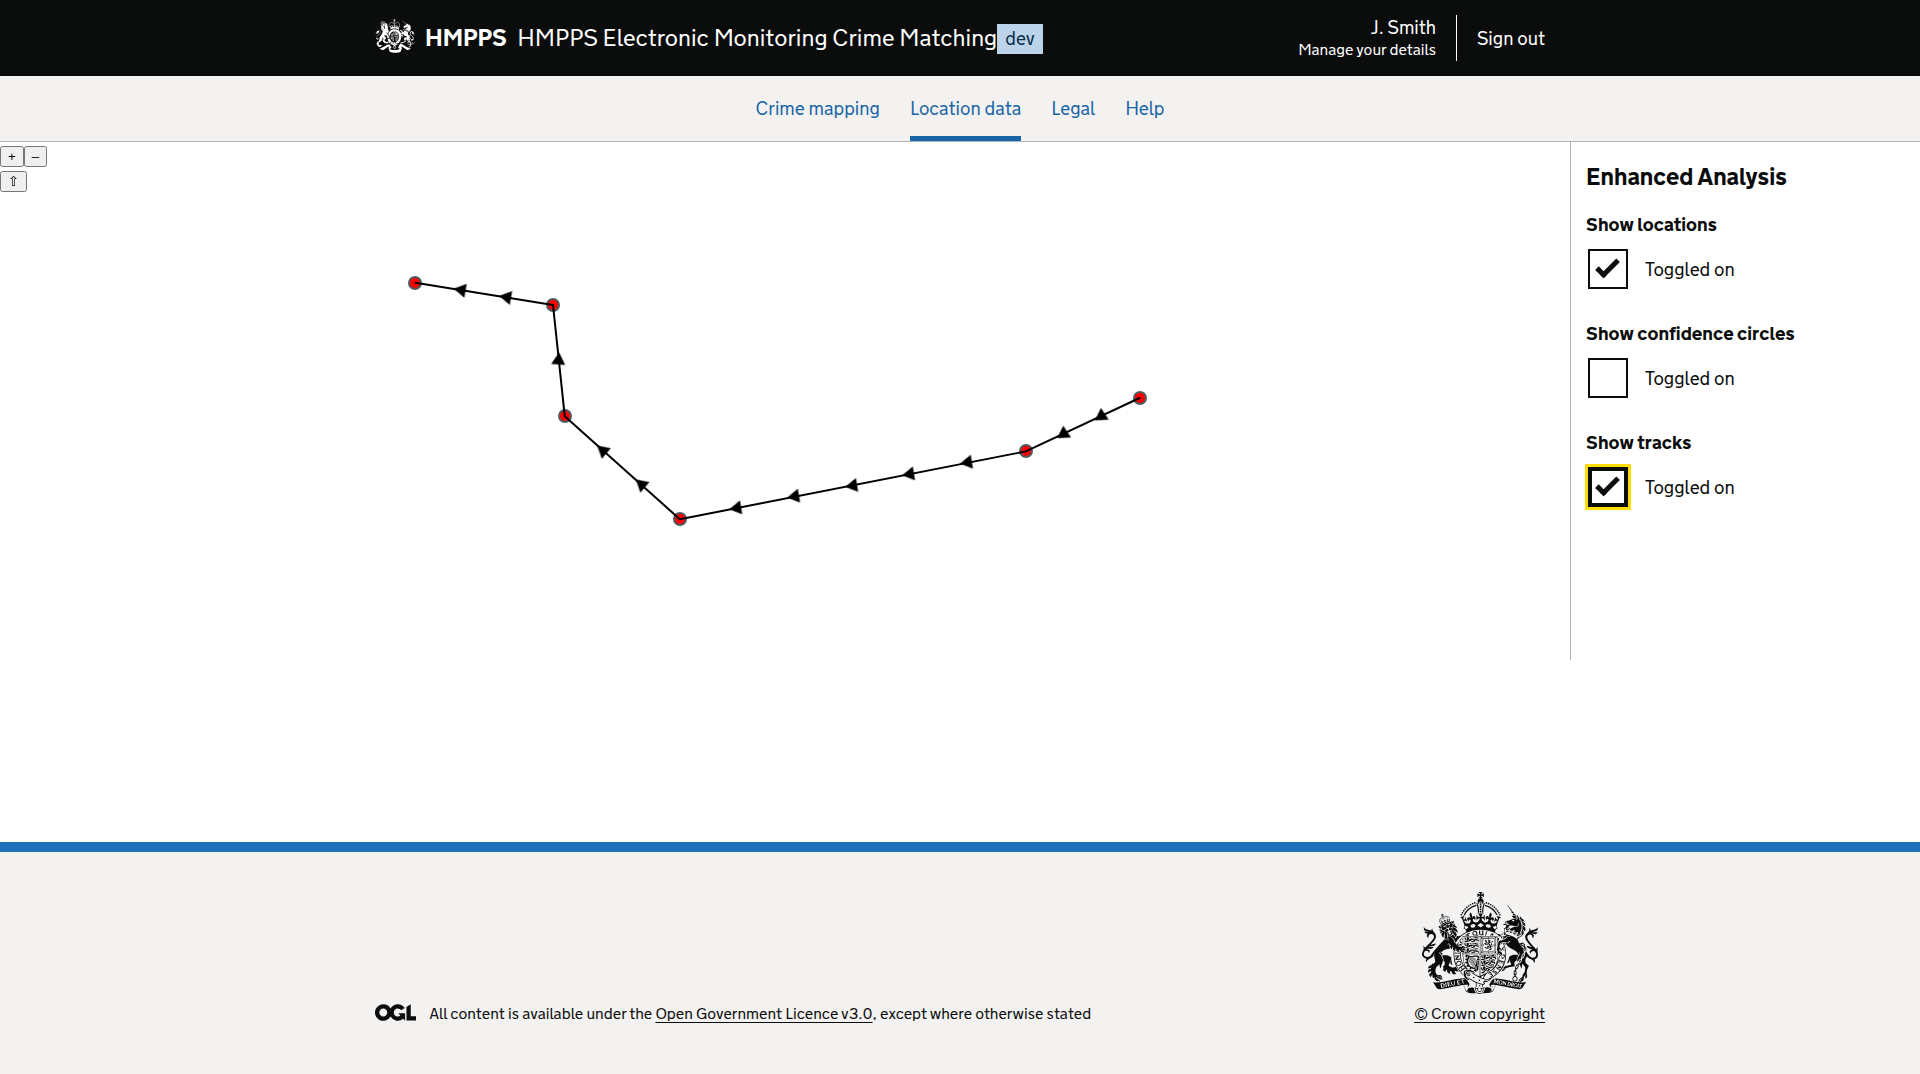 HMPPS HMPPS Electronic Monitoring Crime Matching dev
J. Smith
Manage your details
Sign out
Crime mapping Location data Legal Help
+ –
⇧
Enhanced Analysis
Show locations
Toggled on
Show confidence circles
Toggled on
Show tracks
Toggled on
OGL All content is available under the Open Government Licence v3.0, except where otherwise stated
© Crown copyright